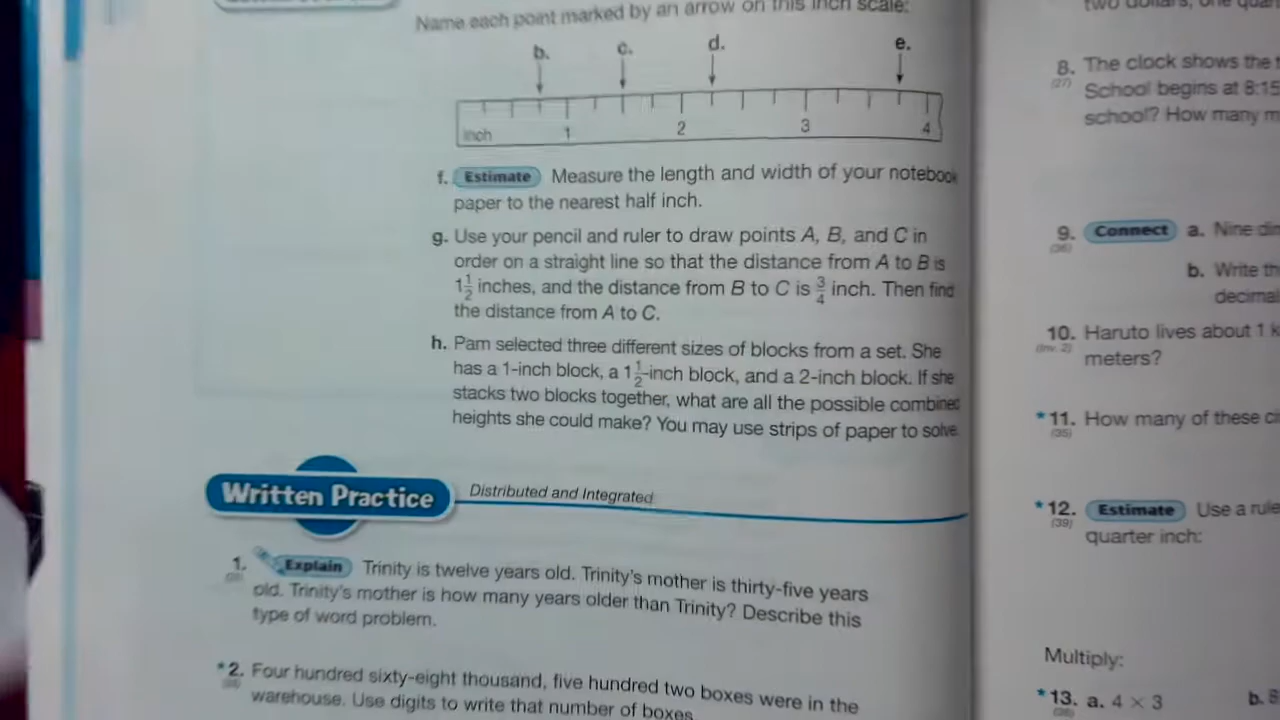 Name each point marked by an arrow on this inch scale:
b. c. d. e.
inch 1 2 3 4
f. Estimate Measure the length and width of your notebook
paper to the nearest half inch.
g. Use your pencil and ruler to draw points A, B, and C in
order on a straight line so that the distance from A to B is
1 1/2 inches, and the distance from B to C is 3/4 inch. Then find
the distance from A to C.
h. Pam selected three different sizes of blocks from a set. She
has a 1-inch block, a 1 1/2-inch block, and a 2-inch block. If she
stacks two blocks together, what are all the possible combined
heights she could make? You may use strips of paper to solve.
Written Practice Distributed and Integrated
1. Explain Trinity is twelve years old. Trinity's mother is thirty-five years
old. Trinity's mother is how many years older than Trinity? Describe this
type of word problem.
*2. Four hundred sixty-eight thousand, five hundred two boxes were in the
warehouse. Use digits to write that number of boxes.
two dollars, one
8. The clock shows the
(27) School begins at 8:15
school? How many
9. Connect a. Nine
b. Write
10. Haruto lives about 1
(Inv. 2) meters?
*11. How many of these
(35)
*12. Estimate Use a
(39) quarter inch:
Multiply:
*13. a. 4 × 3 b.